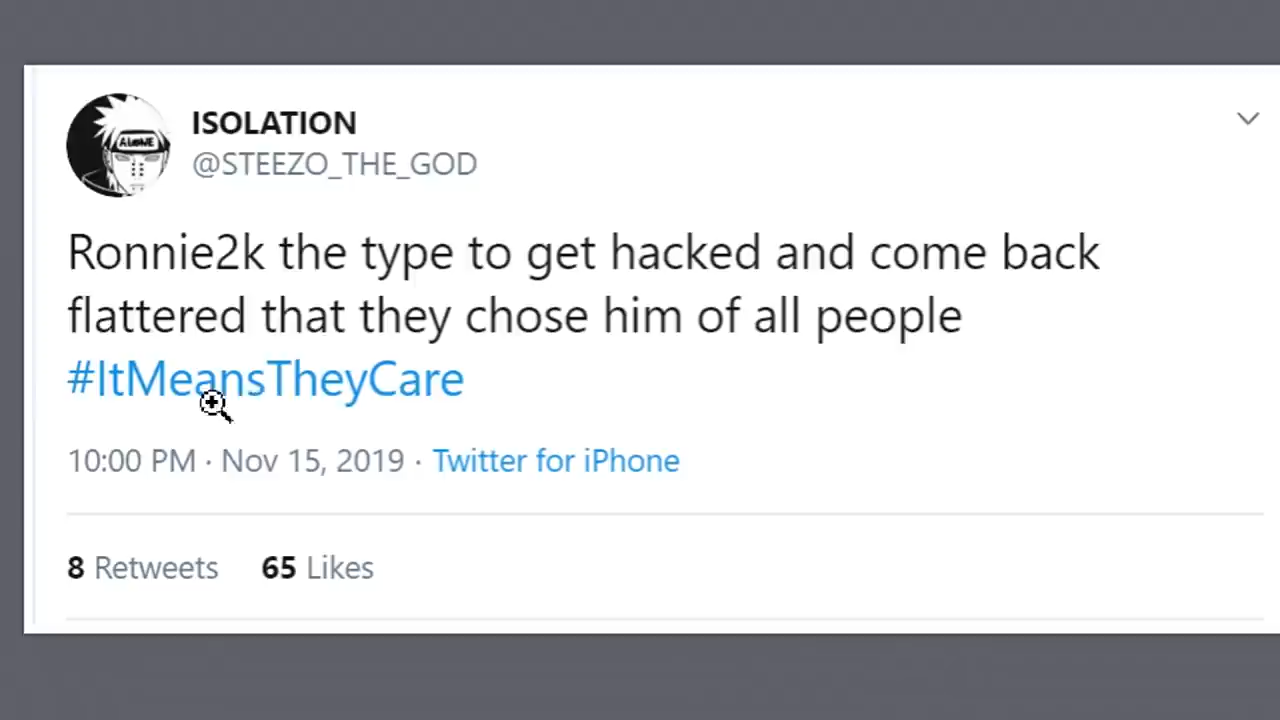 ALONE
ISOLATION
@STEEZO_THE_GOD
Ronnie2k the type to get hacked and come back
flattered that they chose him of all people
#ItMeansTheyCare
10:00 PM · Nov 15, 2019 · Twitter for iPhone
8 Retweets 65 Likes